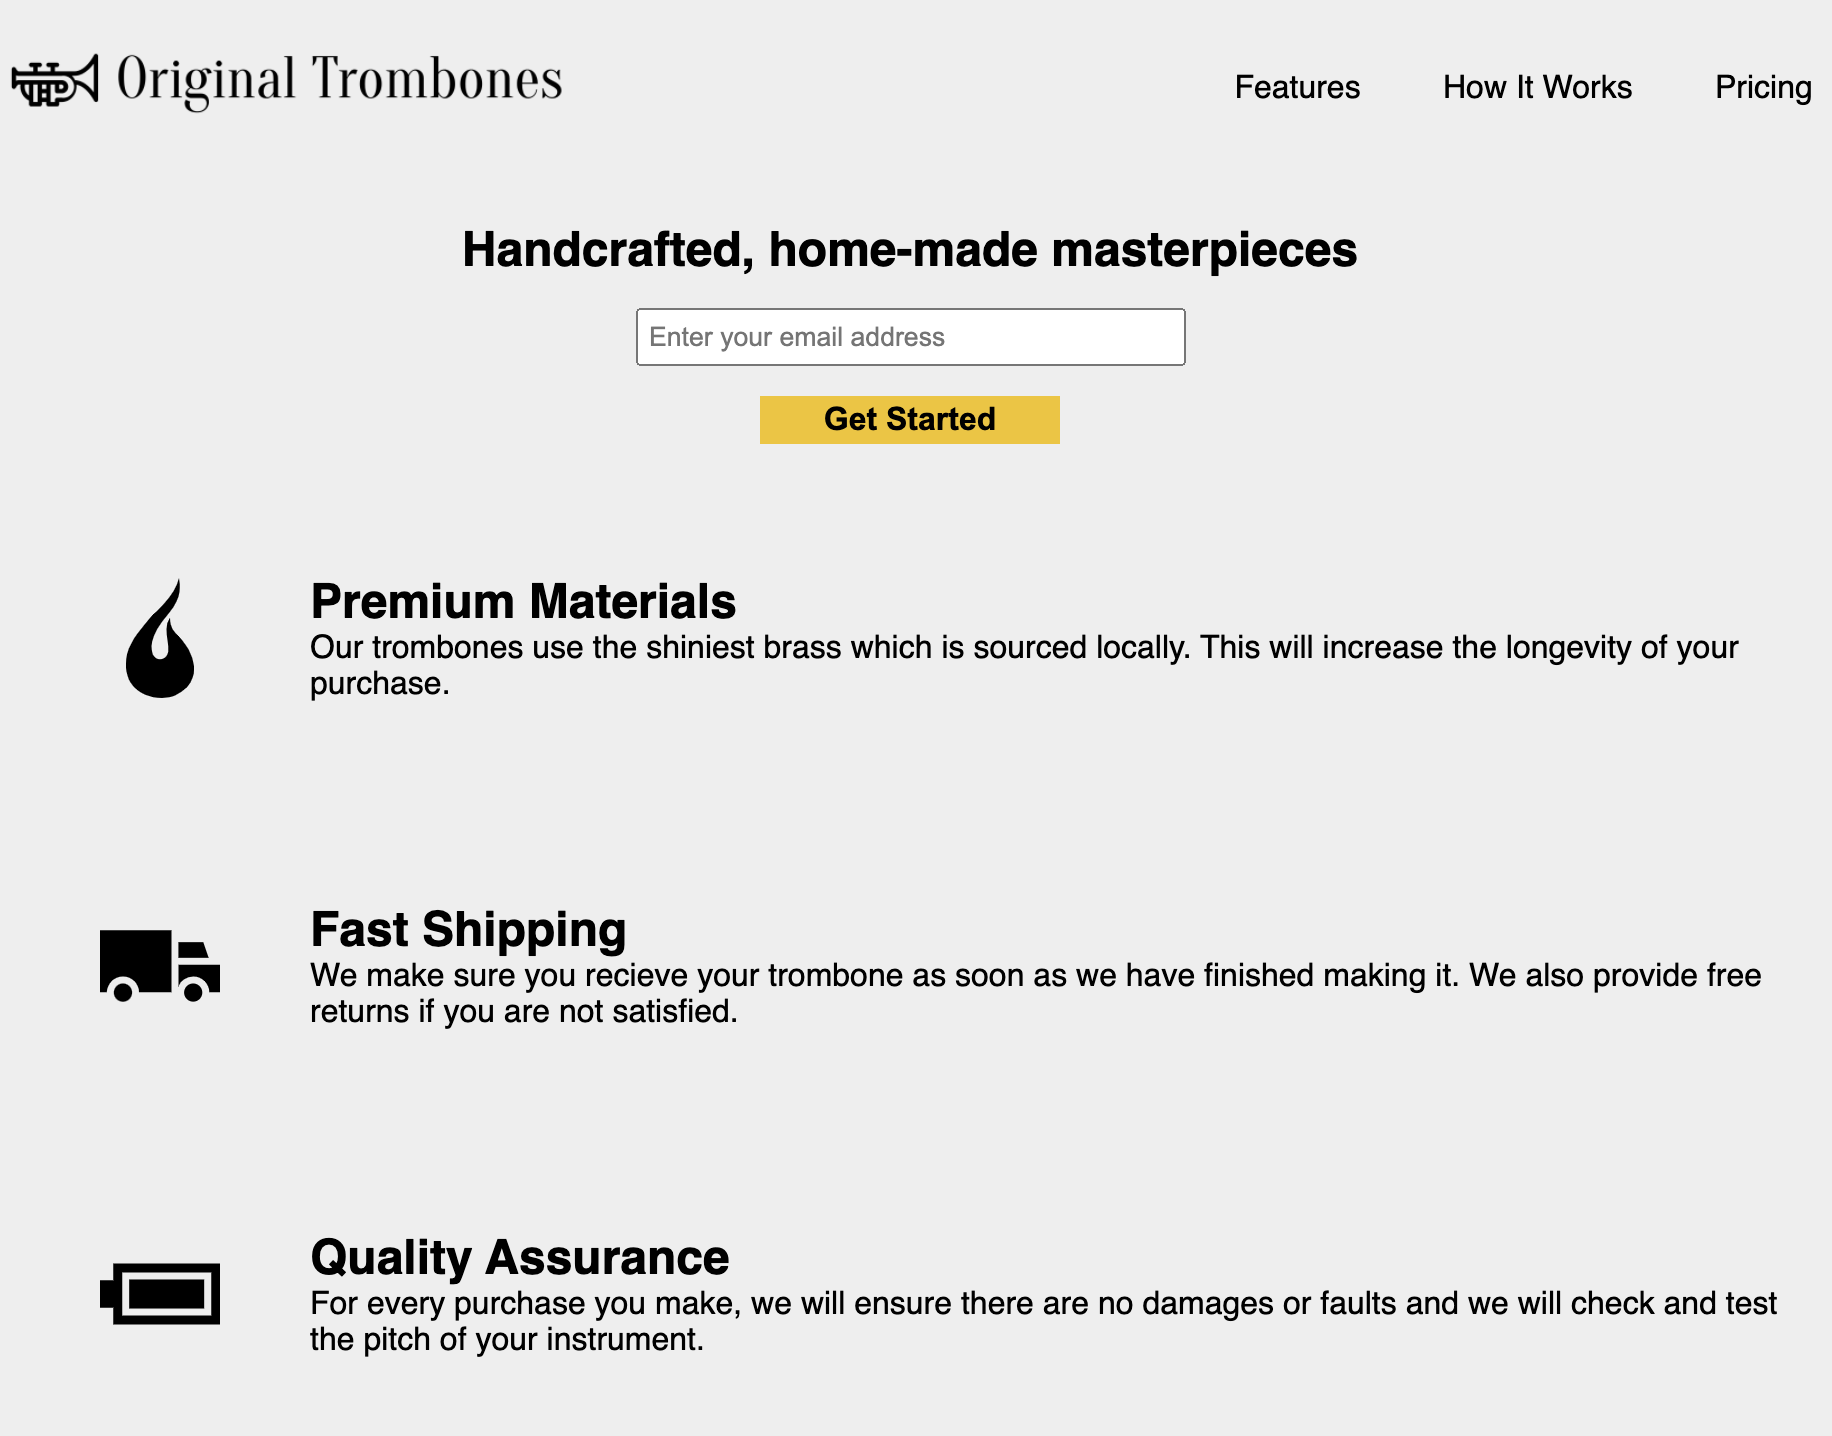 Original Trombones
Features
How It Works
Pricing
Handcrafted, home-made masterpieces
Enter your email address
Get Started
Premium Materials
Our trombones use the shiniest brass which is sourced locally. This will increase the longevity of your
purchase.
Fast Shipping
We make sure you recieve your trombone as soon as we have finished making it. We also provide free
returns if you are not satisfied.
Quality Assurance
For every purchase you make, we will ensure there are no damages or faults and we will check and test
the pitch of your instrument.